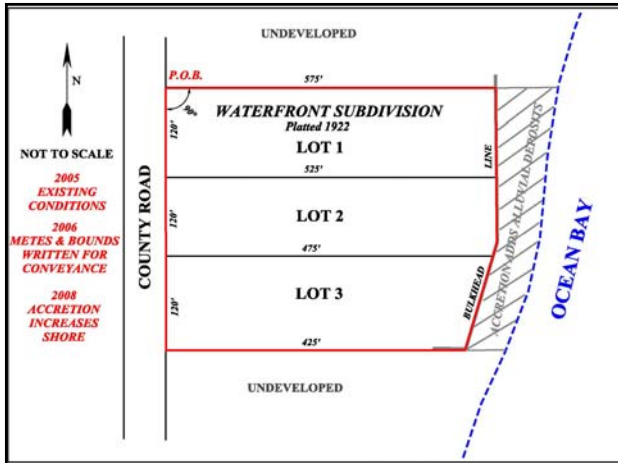 UNDEVELOPED
P.O.B.
575'
N
90°
120'
WATERFRONT SUBDIVISION
Platted 1922
LOT 1
LINE
ACCRETION ADDS ALLUVIAL DEPOSITS
NOT TO SCALE
525'
2005
EXISTING
CONDITIONS
2006
METES & BOUNDS
WRITTEN FOR
CONVEYANCE
2008
ACCRETION
INCREASES
SHORE
COUNTY ROAD
120'
LOT 2
475'
OCEAN BAY
120'
LOT 3
BULKHEAD
425'
UNDEVELOPED